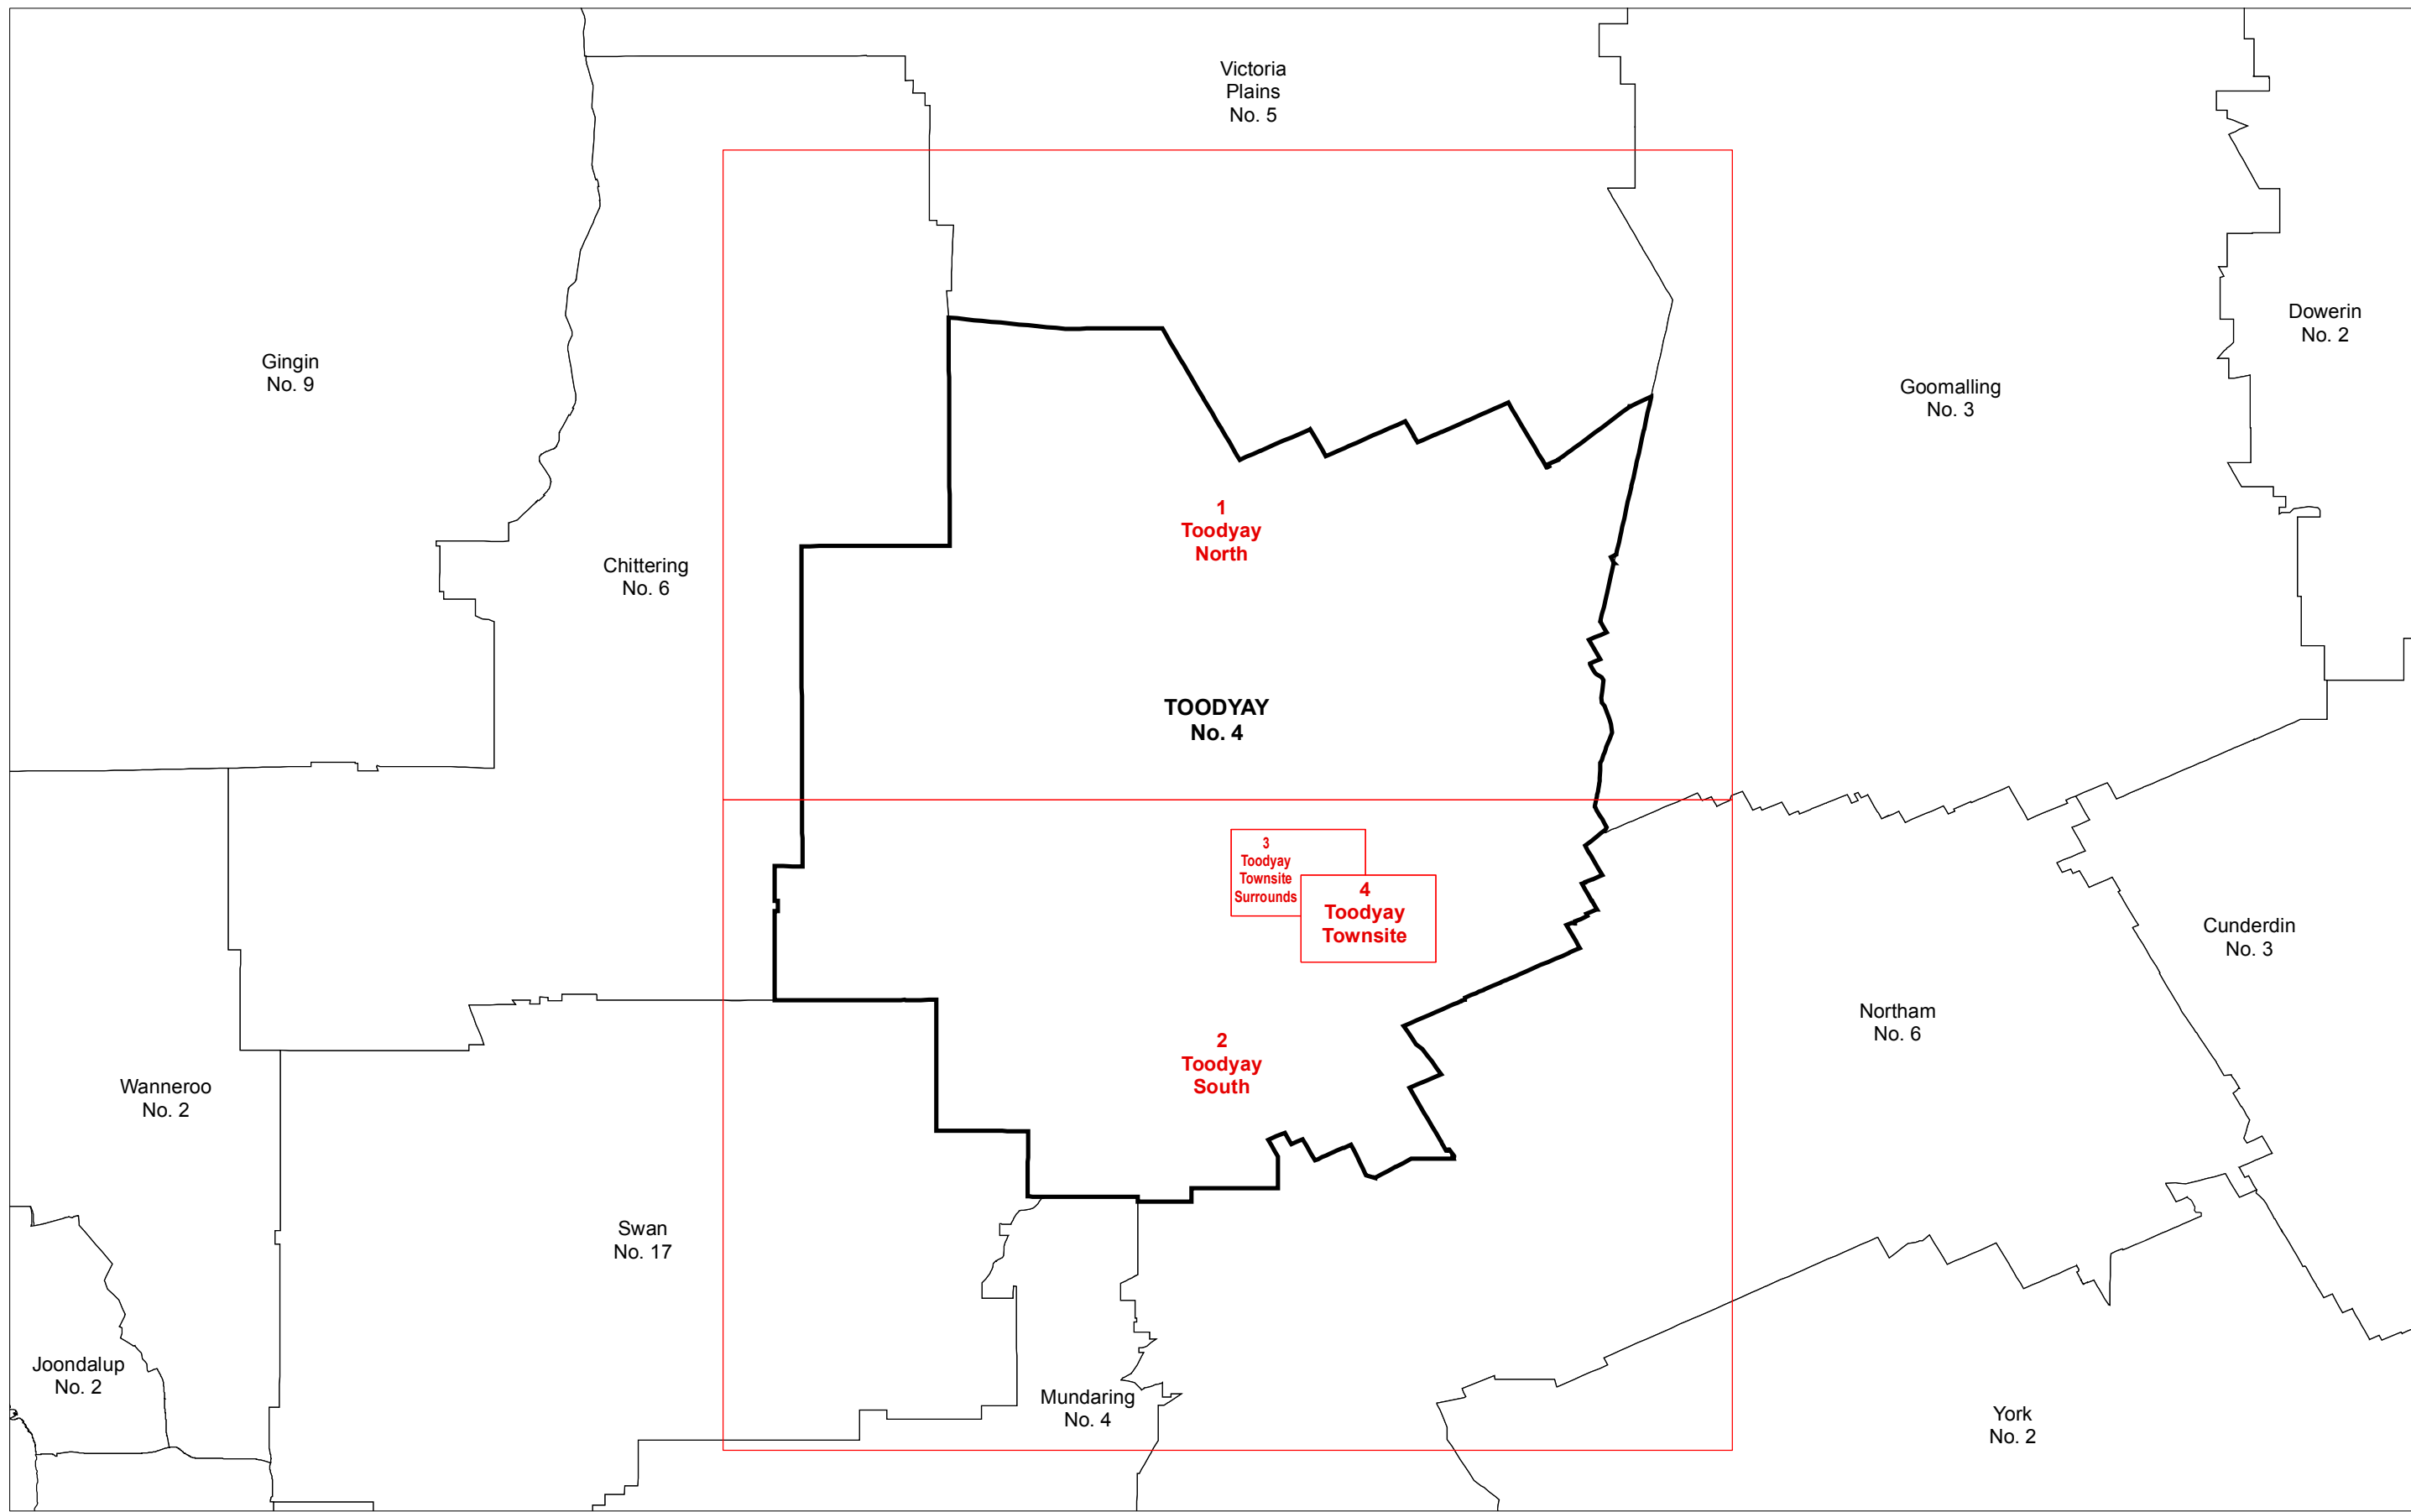 Victoria
Plains
No. 5
Dowerin
No. 2
Gingin
No. 9
Goomalling
No. 3
1
Toodyay
North
Chittering
No. 6
TOODYAY
No. 4
3
Toodyay
Townsite
Surrounds
4
Toodyay
Townsite
Cunderdin
No. 3
Northam
No. 6
2
Toodyay
South
Wanneroo
No. 2
Swan
No. 17
Joondalup
No. 2
Mundaring
No. 4
York
No. 2